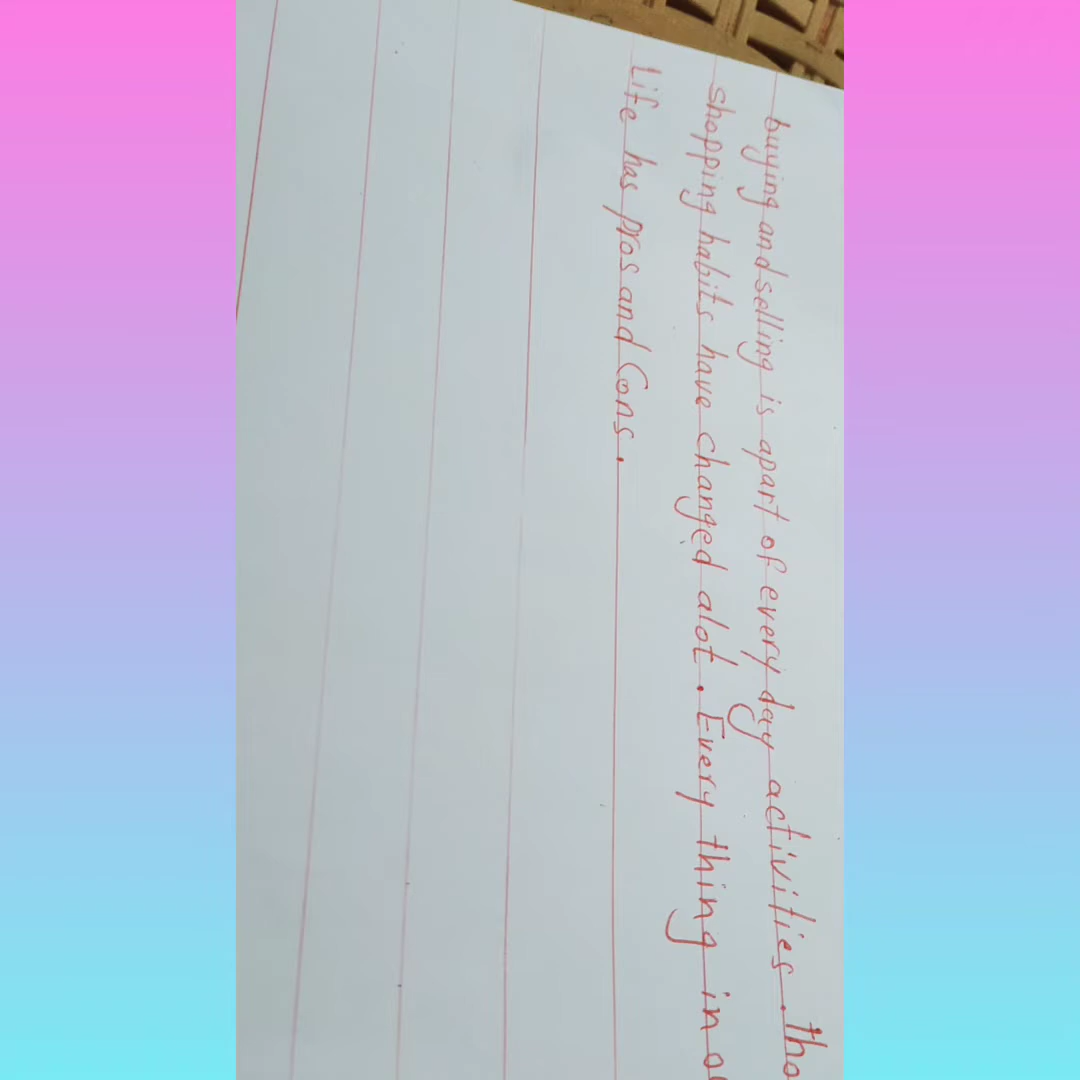 buying and selling is apart of every day activities. tho
shopping habits have changed alot. Every thing in
Life has pros and Cons.